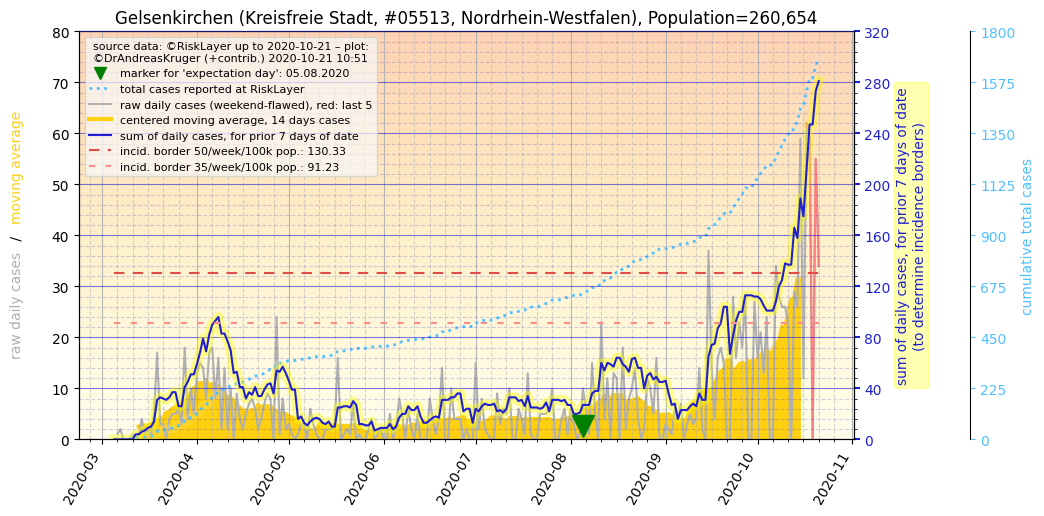 Gelsenkirchen (Kreisfreie Stadt, #05513, Nordrhein-Westfalen), Population=260,654
source data: ©RiskLayer up to 2020-10-21 – plot:
©DrAndreasKruger (+contrib.) 2020-10-21 10:51
marker for 'expectation day': 05.08.2020
total cases reported at RiskLayer
raw daily cases (weekend-flawed), red: last 5
centered moving average, 14 days cases
sum of daily cases, for prior 7 days of date
incid. border 50/week/100k pop.: 130.33
incid. border 35/week/100k pop.: 91.23
raw daily cases / moving average
80
70
60
50
40
30
20
10
0
2020-03
2020-04
2020-05
2020-06
2020-07
2020-08
2020-09
2020-10
2020-11
320
280
240
200
160
120
80
40
0
sum of daily cases, for prior 7 days of date
(to determine incidence borders)
1800
1575
1350
1125
900
675
450
225
0
cumulative total cases